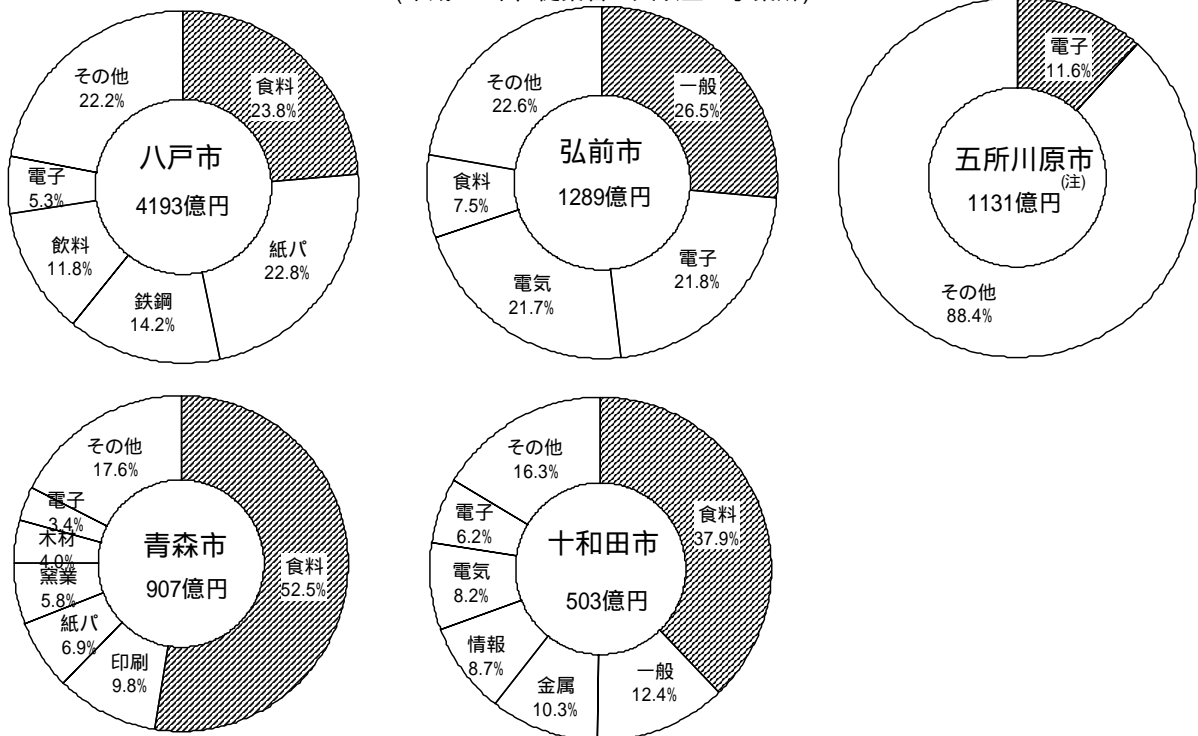 その他
22.2%
食料
23.8%
紙パ
22.8%
鉄鋼
14.2%
飲料
11.8%
電子
5.3%
八戸市
4193億円
その他
22.6%
一般
26.5%
電子
21.8%
電気
21.7%
食料
7.5%
弘前市
1289億円
電子
11.6%
その他
88.4%
五所川原市
(注)
1131億円
その他
17.6%
食料
52.5%
印刷
9.8%
紙パ
6.9%
窯業
5.8%
木材
4.0%
電子
3.4%
青森市
907億円
その他
16.3%
食料
37.9%
一般
12.4%
金属
10.3%
情報
8.7%
電気
8.2%
電子
6.2%
十和田市
503億円